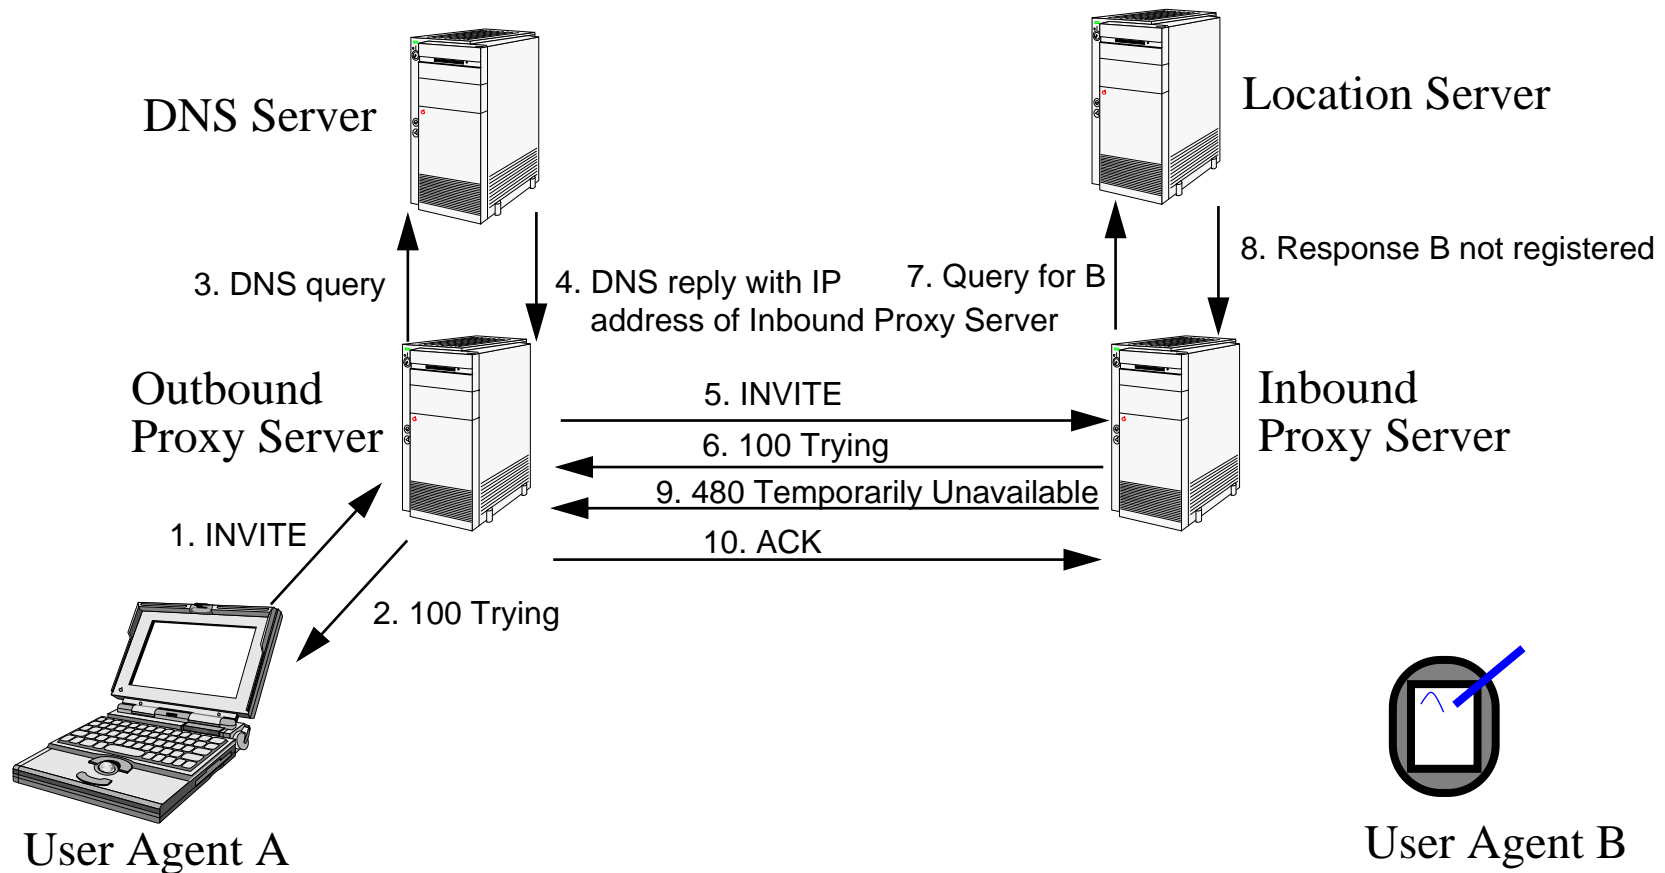 DNS Server
Location Server
3. DNS query
4. DNS reply with IP
address of Inbound Proxy Server
7. Query for B
8. Response B not registered
Outbound
Proxy Server
5. INVITE
6. 100 Trying
9. 480 Temporarily Unavailable
10. ACK
Inbound
Proxy Server
1. INVITE
2. 100 Trying
User Agent A
User Agent B